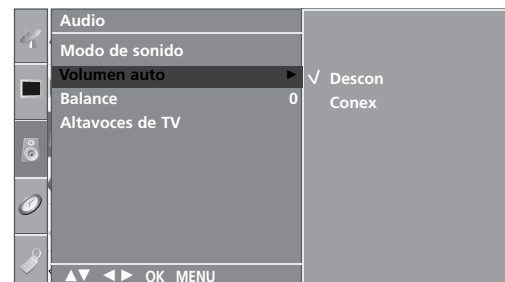 Audio
Modo de sonido
Volumen auto ► √ Descon
Balance 0 Conex
Altavoces de TV
▲▼ ◄► OK MENU